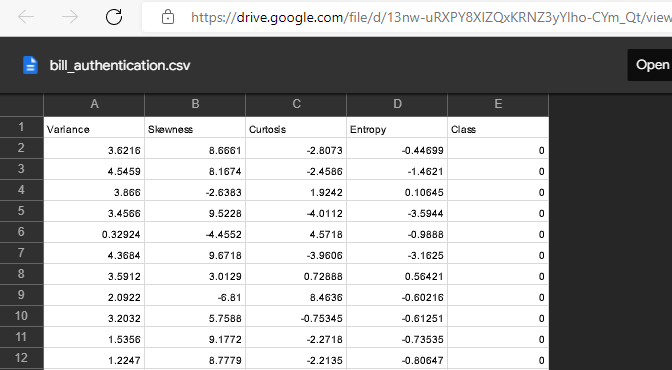 https://drive.google.com/file/d/13nw-uRXPY8XIZQxKRNZ3yYlho-CYm_Qt/view
bill_authentication.csv Open
A B C D E
1 Variance Skewness Curtosis Entropy Class
2 3.6216 8.6661 -2.8073 -0.44699 0
3 4.5459 8.1674 -2.4586 -1.4621 0
4 3.866 -2.6383 1.9242 0.10645 0
5 3.4566 9.5228 -4.0112 -3.5944 0
6 0.32924 -4.4552 4.5718 -0.9888 0
7 4.3684 9.6718 -3.9606 -3.1625 0
8 3.5912 3.0129 0.72888 0.56421 0
9 2.0922 -6.81 8.4636 -0.60216 0
10 3.2032 5.7588 -0.75345 -0.61251 0
11 1.5356 9.1772 -2.2718 -0.73535 0
12 1.2247 8.7779 -2.2135 -0.80647 0